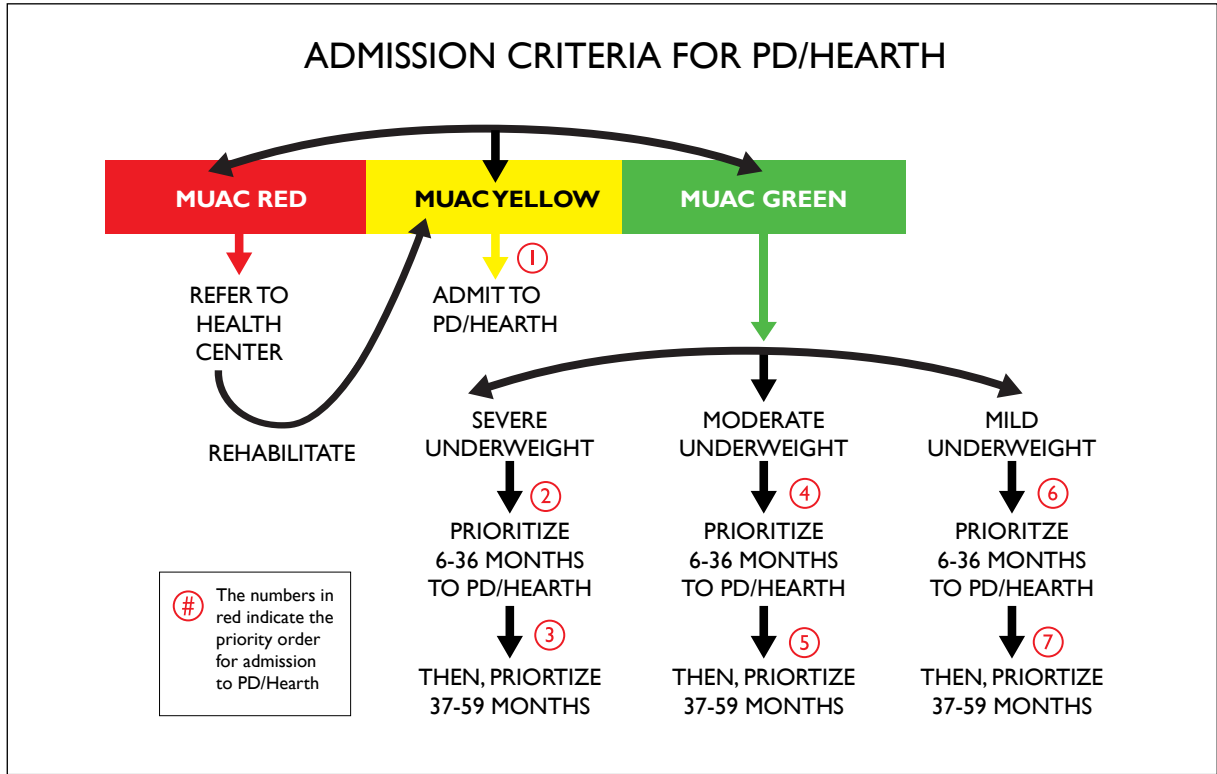 ADMISSION CRITERIA FOR PD/HEARTH
MUAC RED
MUAC YELLOW
MUAC GREEN
1
REFER TO
HEALTH
CENTER
ADMIT TO
PD/HEARTH
REHABILITATE
SEVERE
UNDERWEIGHT
2
PRIORITIZE
6-36 MONTHS
TO PD/HEARTH
3
THEN, PRIORTIZE
37-59 MONTHS
MODERATE
UNDERWEIGHT
4
PRIORITIZE
6-36 MONTHS
TO PD/HEARTH
5
THEN, PRIORTIZE
37-59 MONTHS
MILD
UNDERWEIGHT
6
PRIORITZE
6-36 MONTHS
TO PD/HEARTH
7
THEN, PRIORTIZE
37-59 MONTHS
#
The numbers in
red indicate the
priority order
for admission
to PD/Hearth